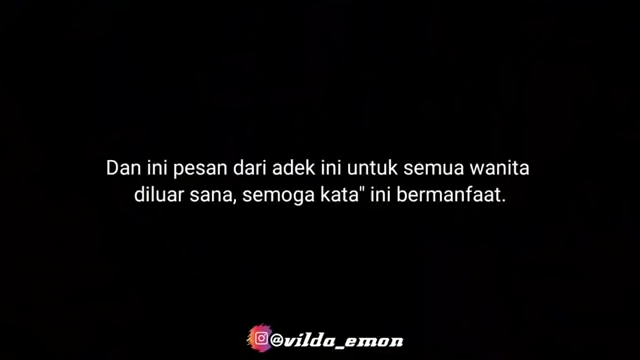 Dan ini pesan dari adek ini untuk semua wanita
diluar sana, semoga kata" ini bermanfaat.
@vilda_emon